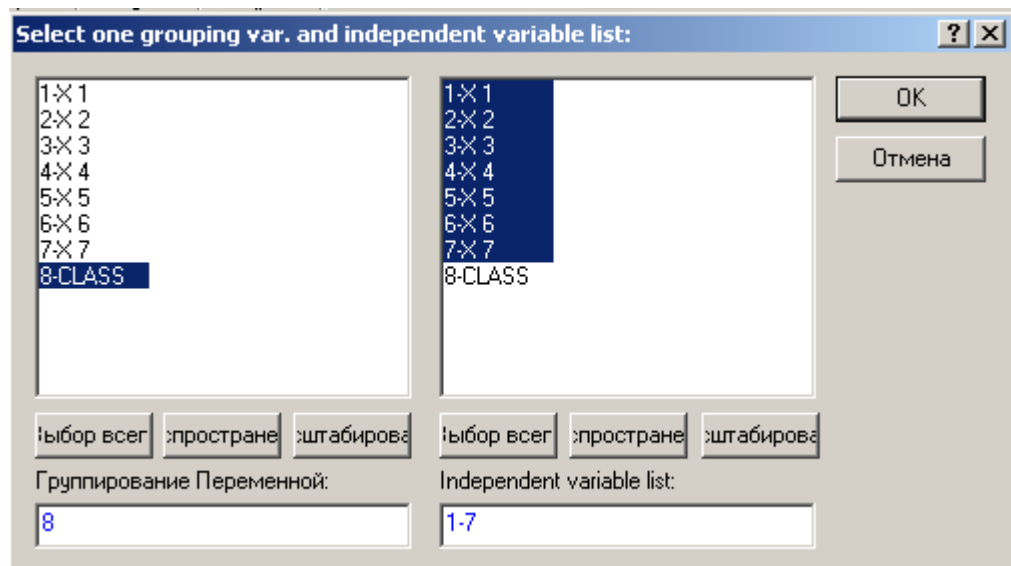 Select one grouping var. and independent variable list:
1-X 1
2-X 2
3-X 3
4-X 4
5-X 5
6-X 6
7-X 7
8-CLASS
1-X 1
2-X 2
3-X 3
4-X 4
5-X 5
6-X 6
7-X 7
8-CLASS
OK
Отмена
ыбор всег спростране штабирова
ыбор всег спростране штабирова
Группирование Переменной:
Independent variable list:
8
1-7